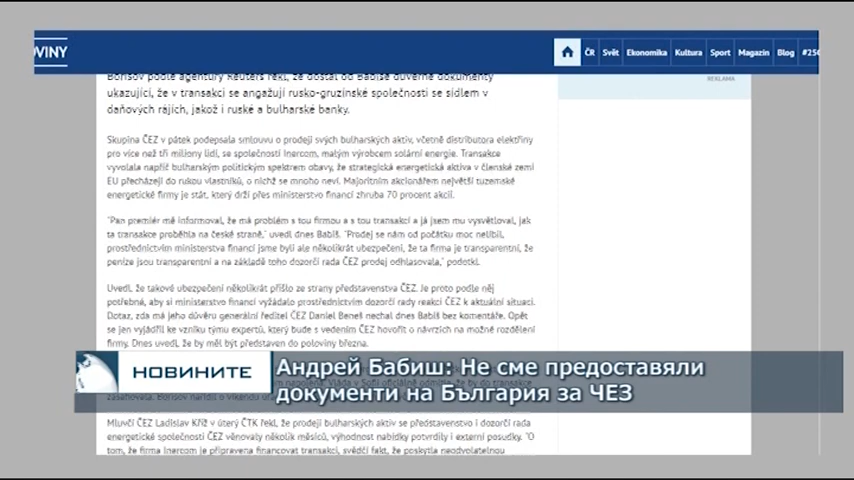 OVINY
ČR Svět Ekonomika Kultura Sport Magazín Blog #250
REKLAMA
Borisov podle agentury Reuters řekl, že dostal od Babiše důvěrné dokumenty
ukazující, že v transakci se angažují rusko-gruzínské společnosti se sídlem v
daňových rájích, jakož i ruské a bulharské banky.
Skupina ČEZ v pátek podepsala smlouvu o prodeji svých bulharských aktiv, včetně distributora elektřiny
pro více než tři miliony lidí, se společností Inercom, malým výrobcem solární energie. Transakce
vyvolala napříč bulharským politickým spektrem obavy, že strategická energetická aktiva v členské zemi
EU přecházejí do rukou vlastníků, o nichž se mnoho neví. Majoritním akcionářem největší tuzemské
energetické firmy je stát, který drží přes ministerstvo financí zhruba 70 procent akcií.
"Pan premiér mě informoval, že má problém s tou firmou a s tou transakcí a já jsem mu vysvětloval, jak
ta transakce proběhla na české straně," uvedl dnes Babiš. "Prodej se nám od počátku moc nelíbil,
prostřednictvím ministerstva financí jsme byli ale několikrát ubezpečeni, že ta firma je transparentní, že
peníze jsou transparentní a na základě toho dozorčí rada ČEZ prodej odhlasovala," podotkl.
Uvedl, že takové ubezpečení několikrát přišlo ze strany představenstva ČEZ. Je proto podle něj
potřebné, aby si ministerstvo financí vyžádalo prostřednictvím dozorčí rady reakci ČEZ k aktuální situaci.
Dotaz, zda má jeho důvěru generální ředitel ČEZ Daniel Beneš nechal dnes Babiš bez komentáře. Opět
se jen vyjádřil ke vzniku týmu expertů, který bude s vedením ČEZ hovořit o návrzích na možné rozdělení
firmy. Dnes uvedl, že by měl být představen do poloviny března.
НОВИНИТЕ
Андрей Бабиш: Не сме предоставяли
документи на България за ЧЕЗ
Mluvčí ČEZ Ladislav Kříž v úterý ČTK řekl, že prodeji bulharských aktiv se představenstvo i dozorčí rada
energetické společnosti ČEZ věnovaly několik měsíců, výhodnost nabídky potvrdily i externí posudky. "O
tom, že firma Inercom je připravena financovat transakci, svědčí fakt, že poskytla neodvolatelnou